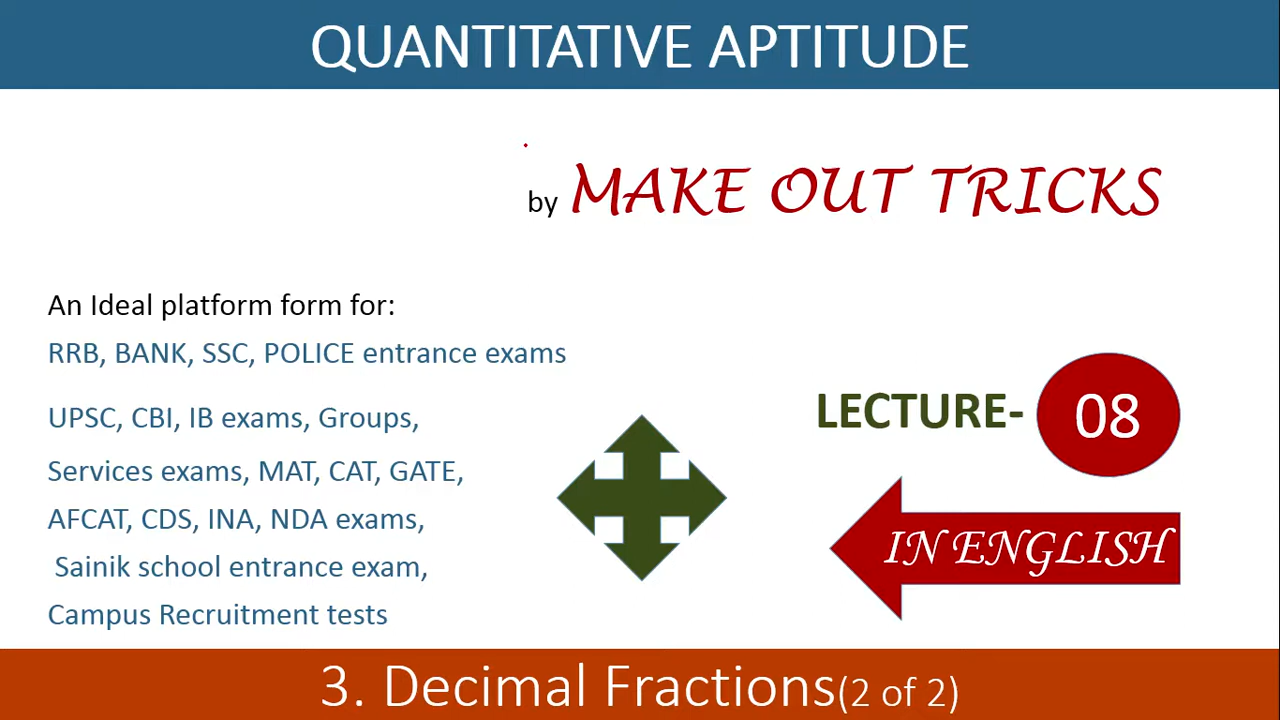 QUANTITATIVE APTITUDE
by MAKE OUT TRICKS
An Ideal platform form for:
RRB, BANK, SSC, POLICE entrance exams
UPSC, CBI, IB exams, Groups,
Services exams, MAT, CAT, GATE,
AFCAT, CDS, INA, NDA exams,
Sainik school entrance exam,
Campus Recruitment tests
LECTURE- 08
IN ENGLISH
3. Decimal Fractions(2 of 2)